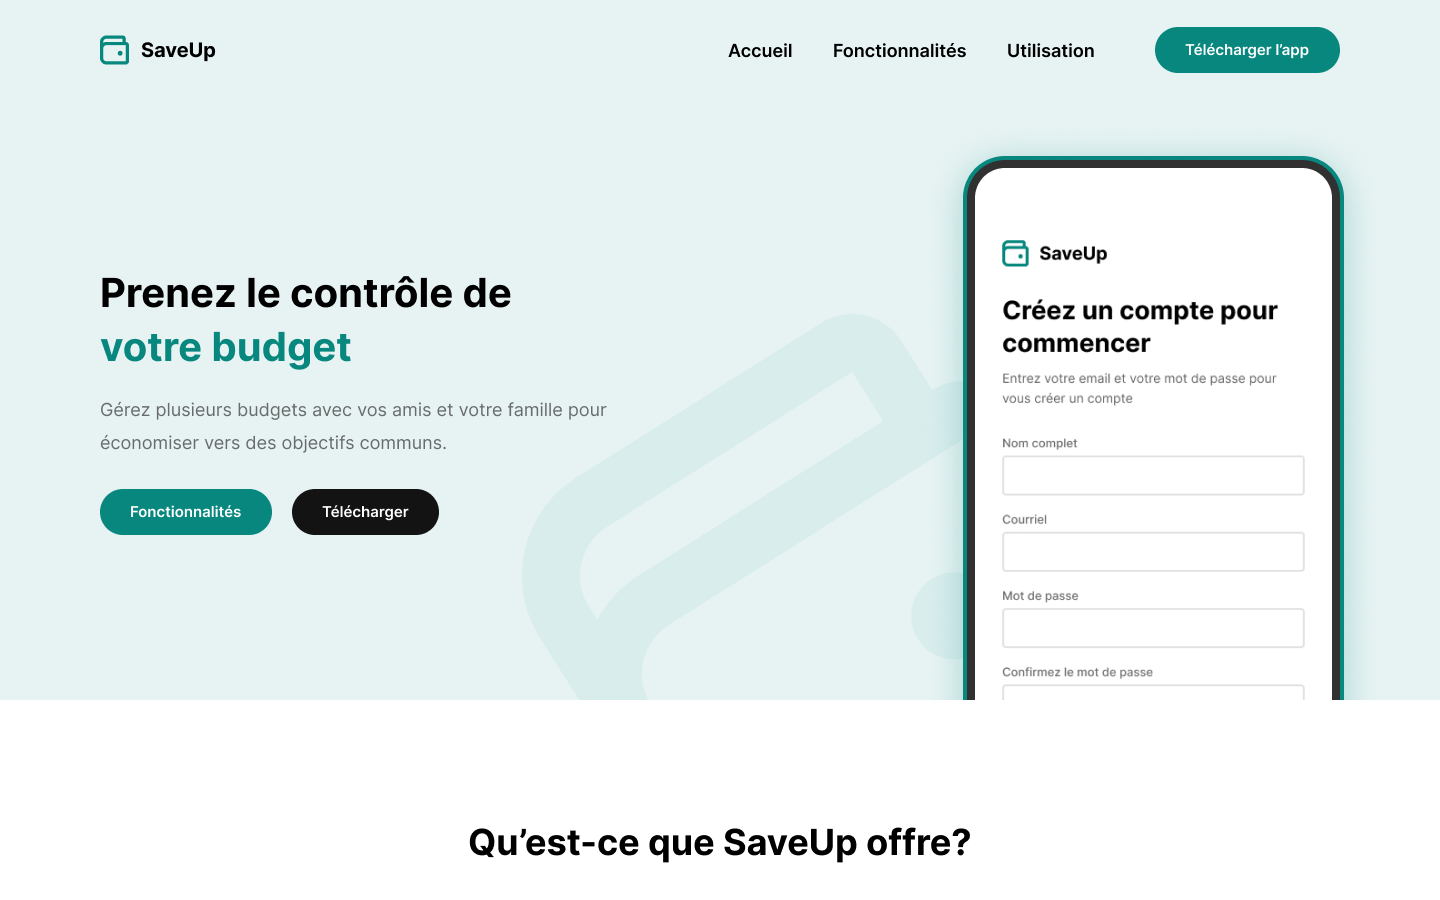 SaveUp
Accueil
Fonctionnalités
Utilisation
Télécharger l’app
Prenez le contrôle de
votre budget
Gérez plusieurs budgets avec vos amis et votre famille pour
économiser vers des objectifs communs.
Fonctionnalités
Télécharger
SaveUp
Créez un compte pour
commencer
Entrez votre email et votre mot de passe pour
vous créer un compte
Nom complet
Courriel
Mot de passe
Confirmez le mot de passe
Qu’est-ce que SaveUp offre?